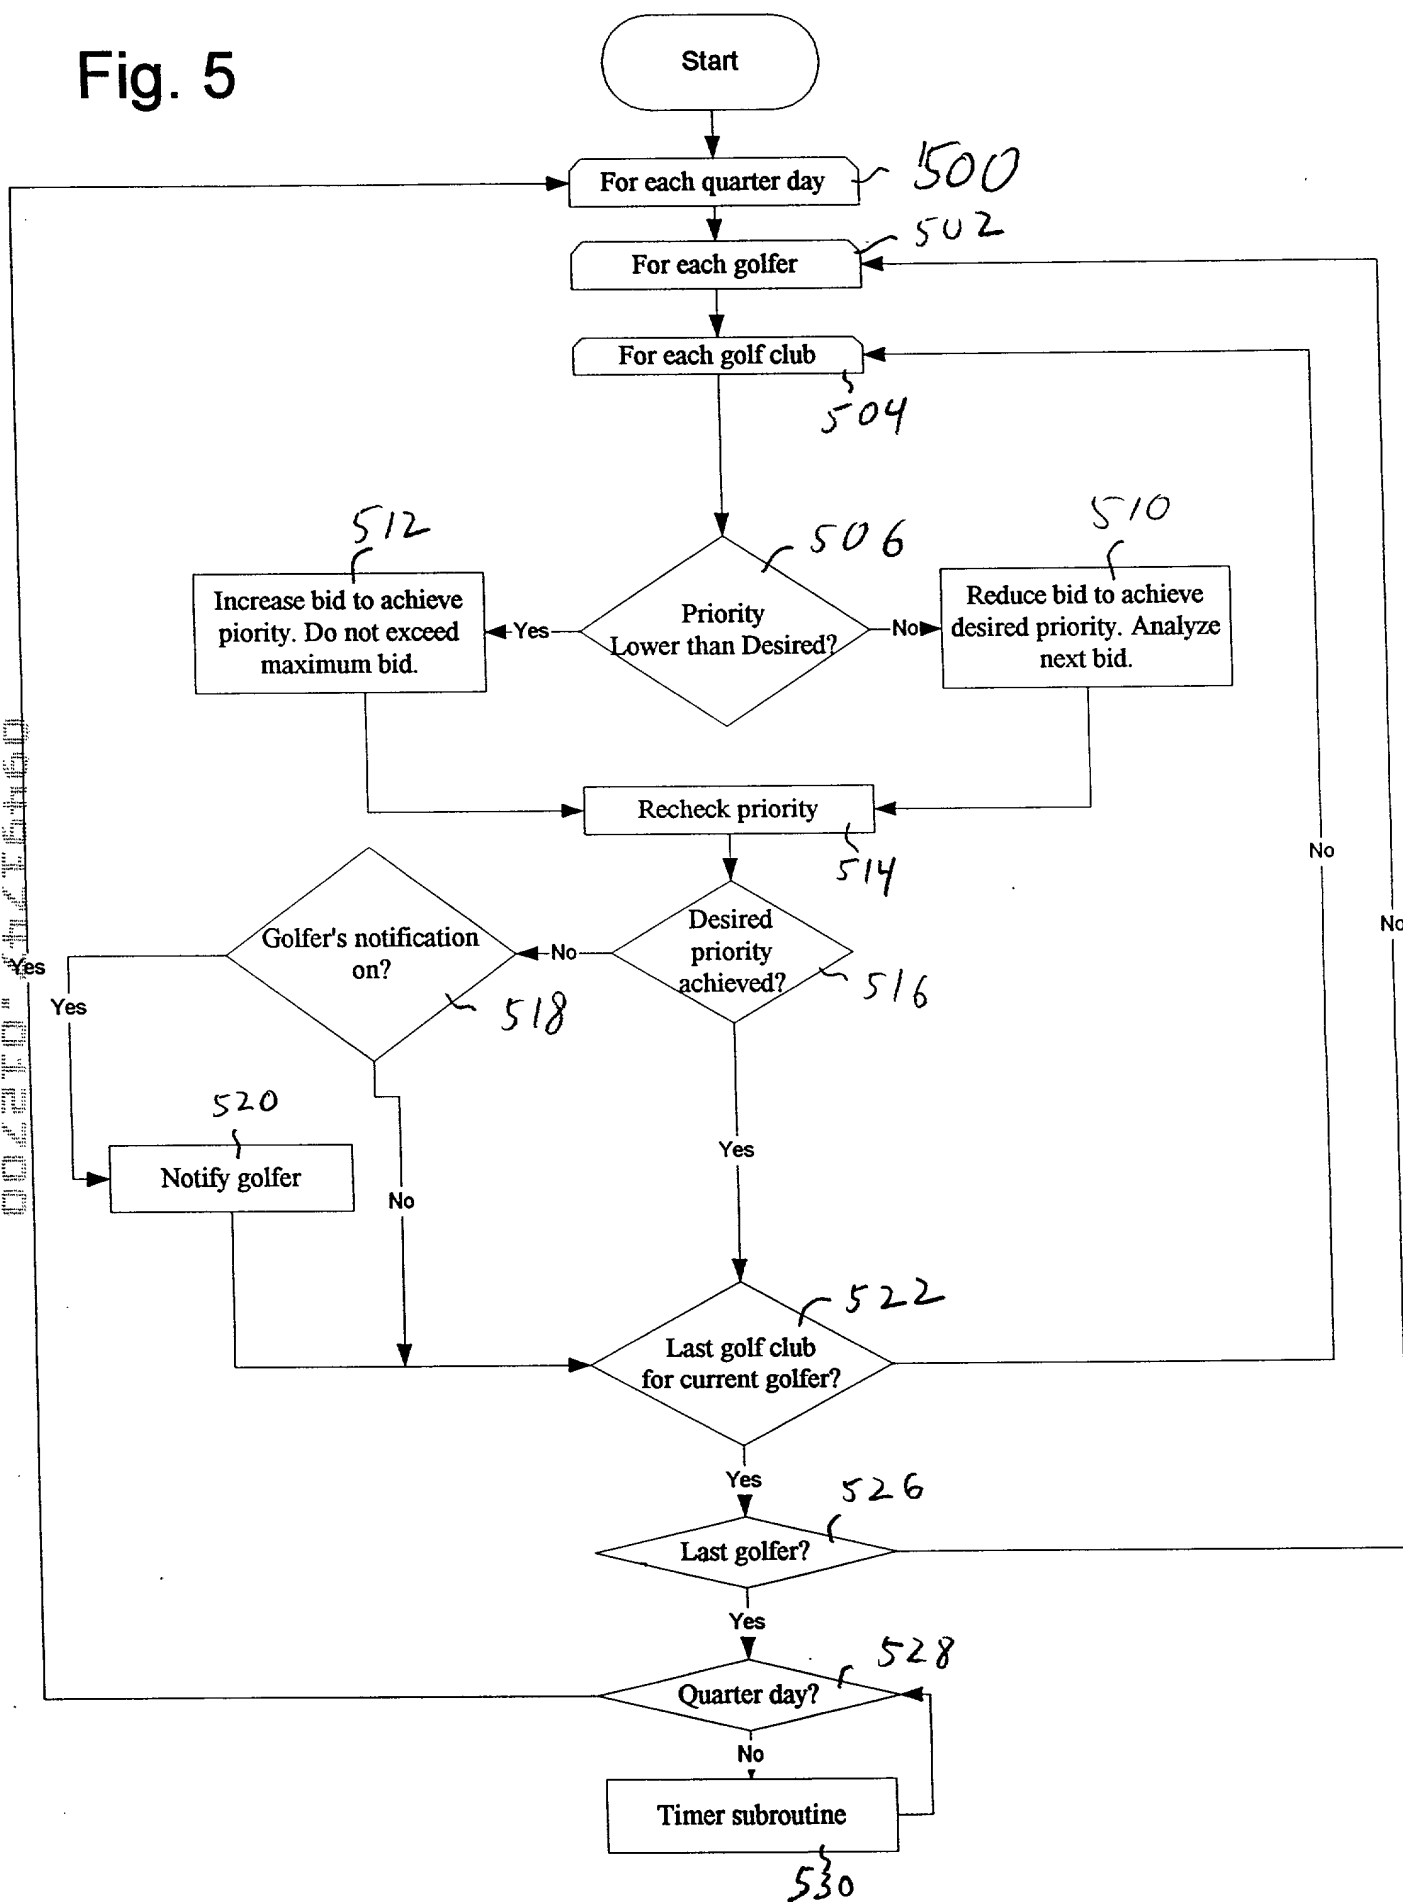 Fig. 5
Start
For each quarter day
500
For each golfer
502
For each golf club
504
512
Increase bid to achieve
piority. Do not exceed
maximum bid.
Yes
506
Priority
Lower than Desired?
No
510
Reduce bid to achieve
desired priority. Analyze
next bid.
Recheck priority
514
No
No
Golfer's notification
on?
518
No
Desired
priority
achieved?
516
Yes
Yes
520
Notify golfer
No
Yes
522
Last golf club
for current golfer?
Yes
526
Last golfer?
Yes
528
Quarter day?
No
Timer subroutine
530